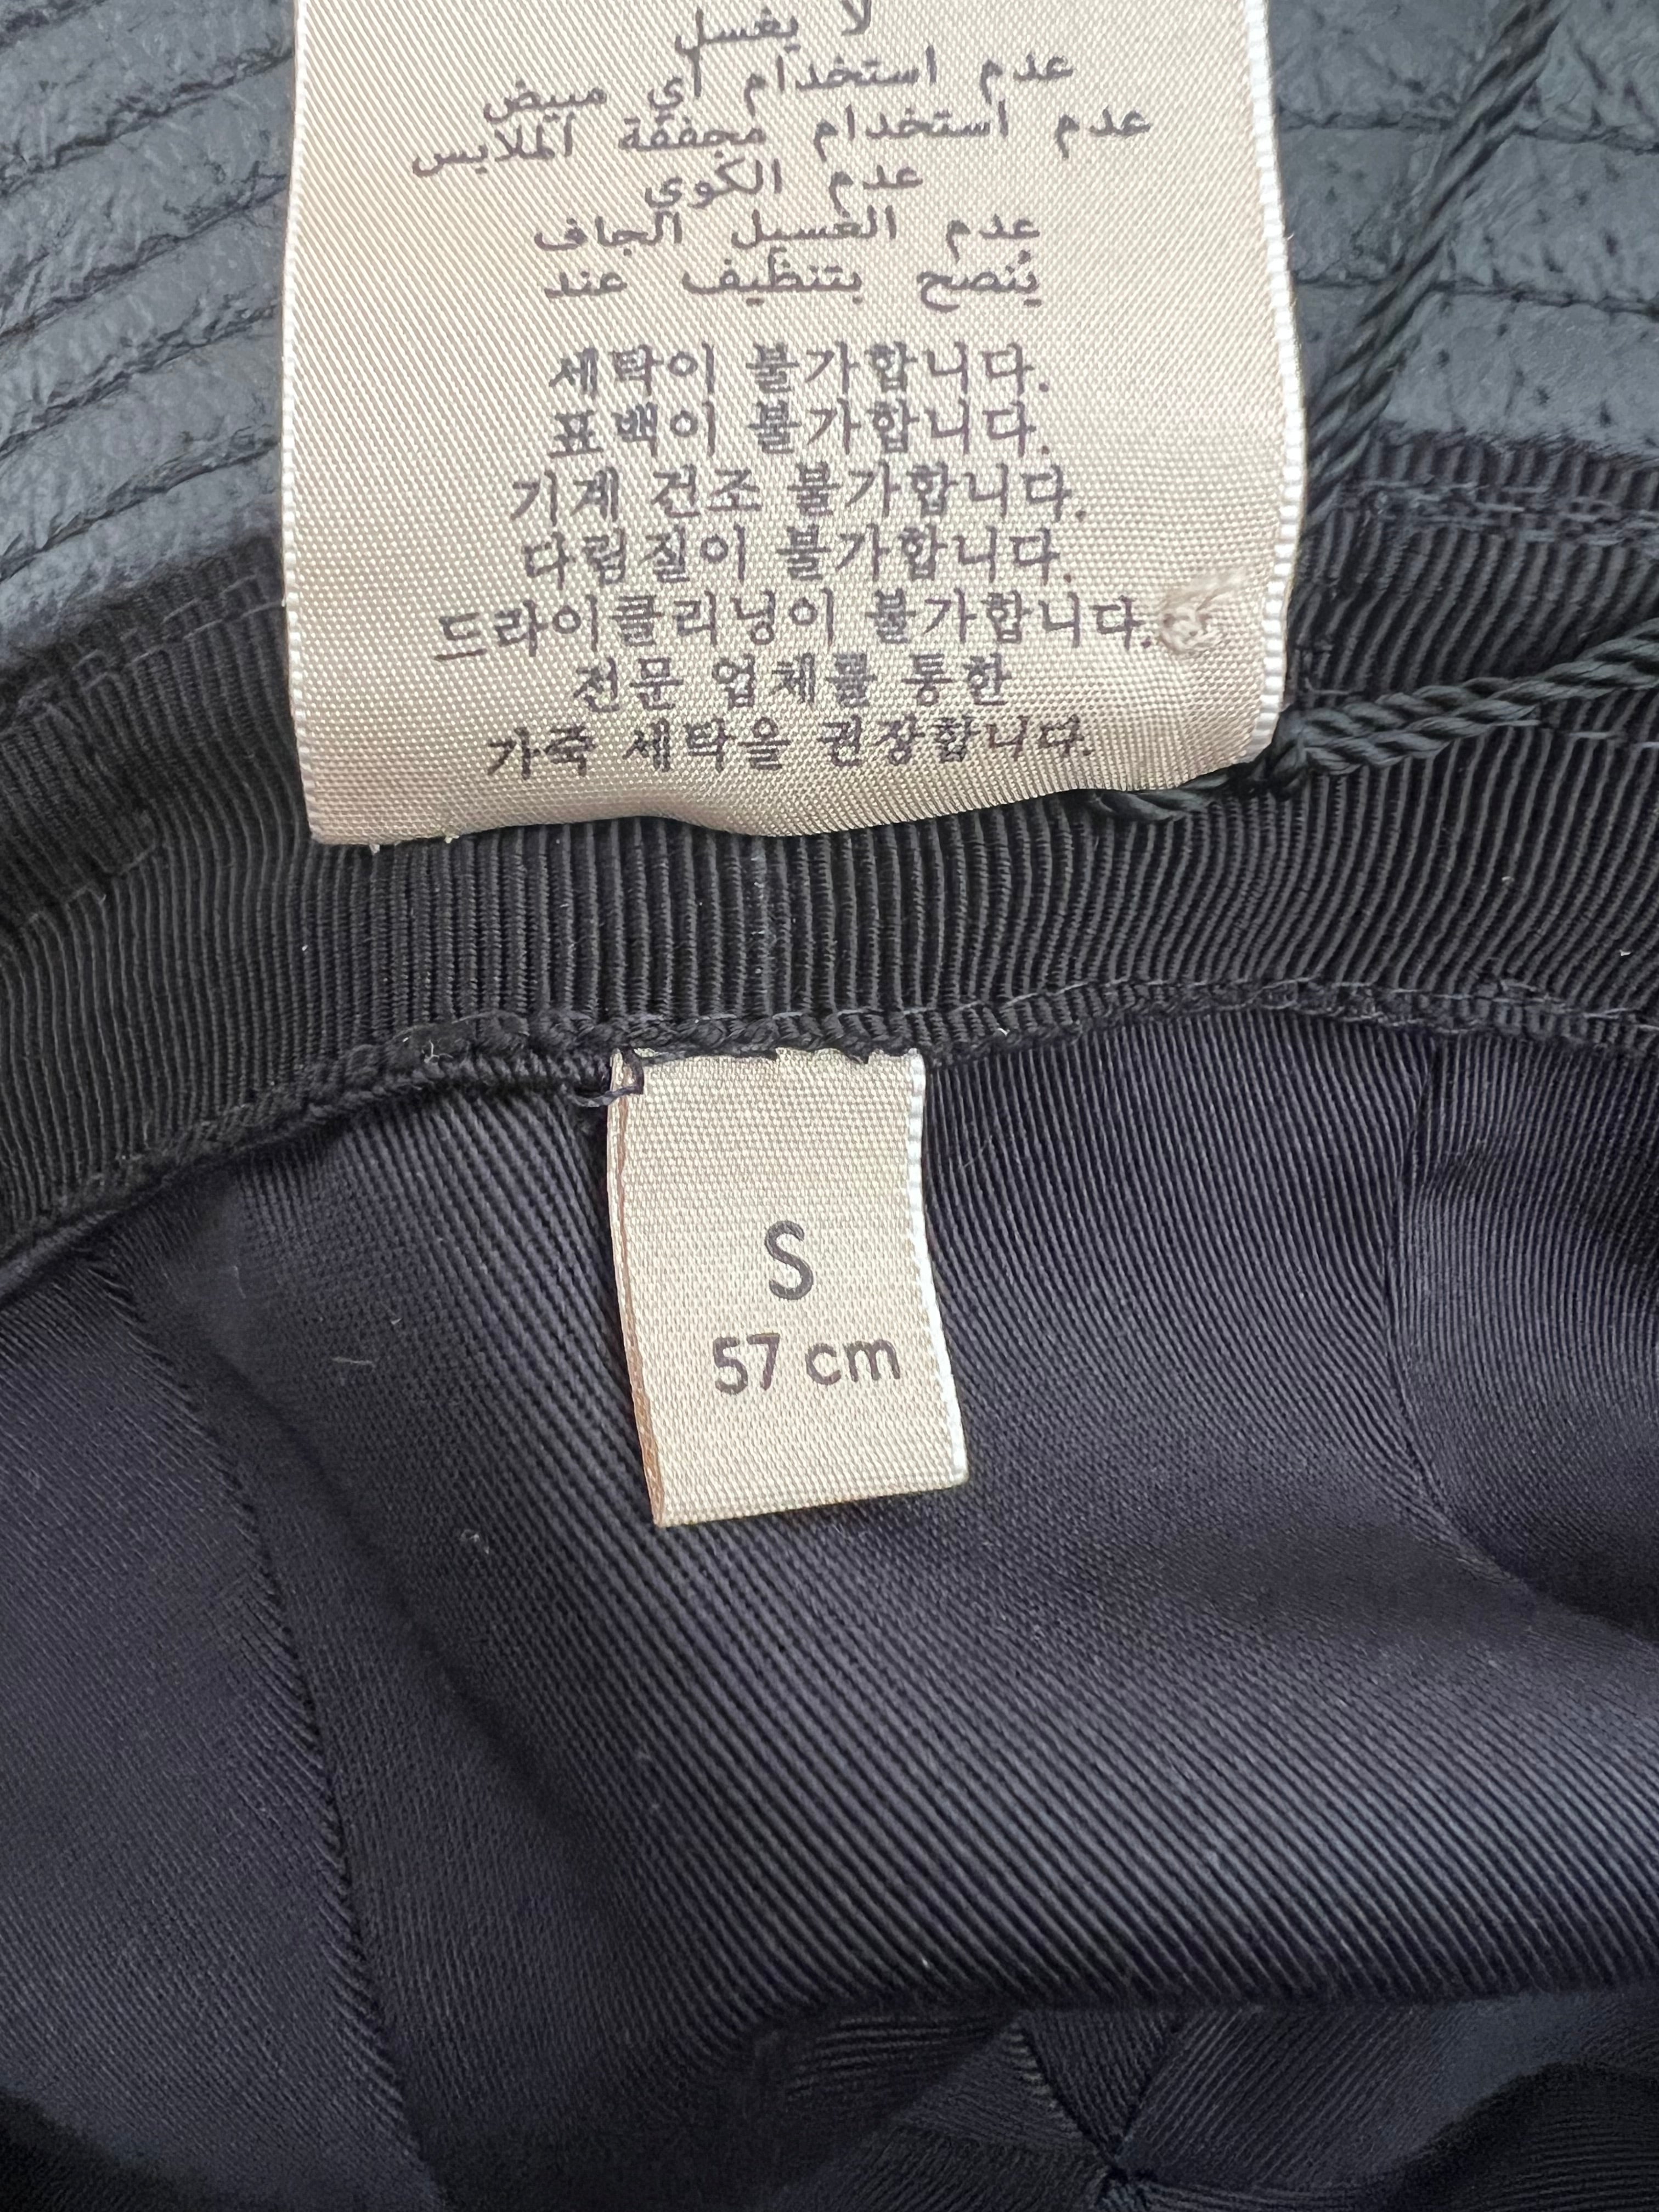 لا يغسل
عدم استخدام أي مبيض
عدم استخدام مجففة الملابس
عدم الكوي
عدم الغسيل الجاف
يُنصح بتنظيف عند
세탁이 불가합니다.
표백이 불가합니다.
기계 건조 불가합니다.
다림질이 불가합니다.
드라이클리닝이 불가합니다.
전문 업체를 통한
가죽 세탁을 권장합니다.
S
57 cm